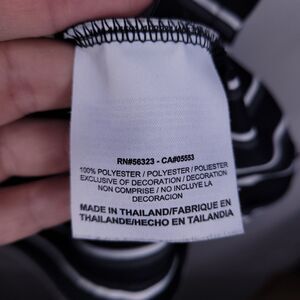 RN#56323 - CA#05553
100% POLYESTER / POLYESTER / POLIESTER
EXCLUSIVE OF DECORATION / DECORATION
NON COMPRISE / NO INCLUYE LA
DECORACION
MADE IN THAILAND/FABRIQUE EN
THAILANDE/HECHO EN TAILANDIA